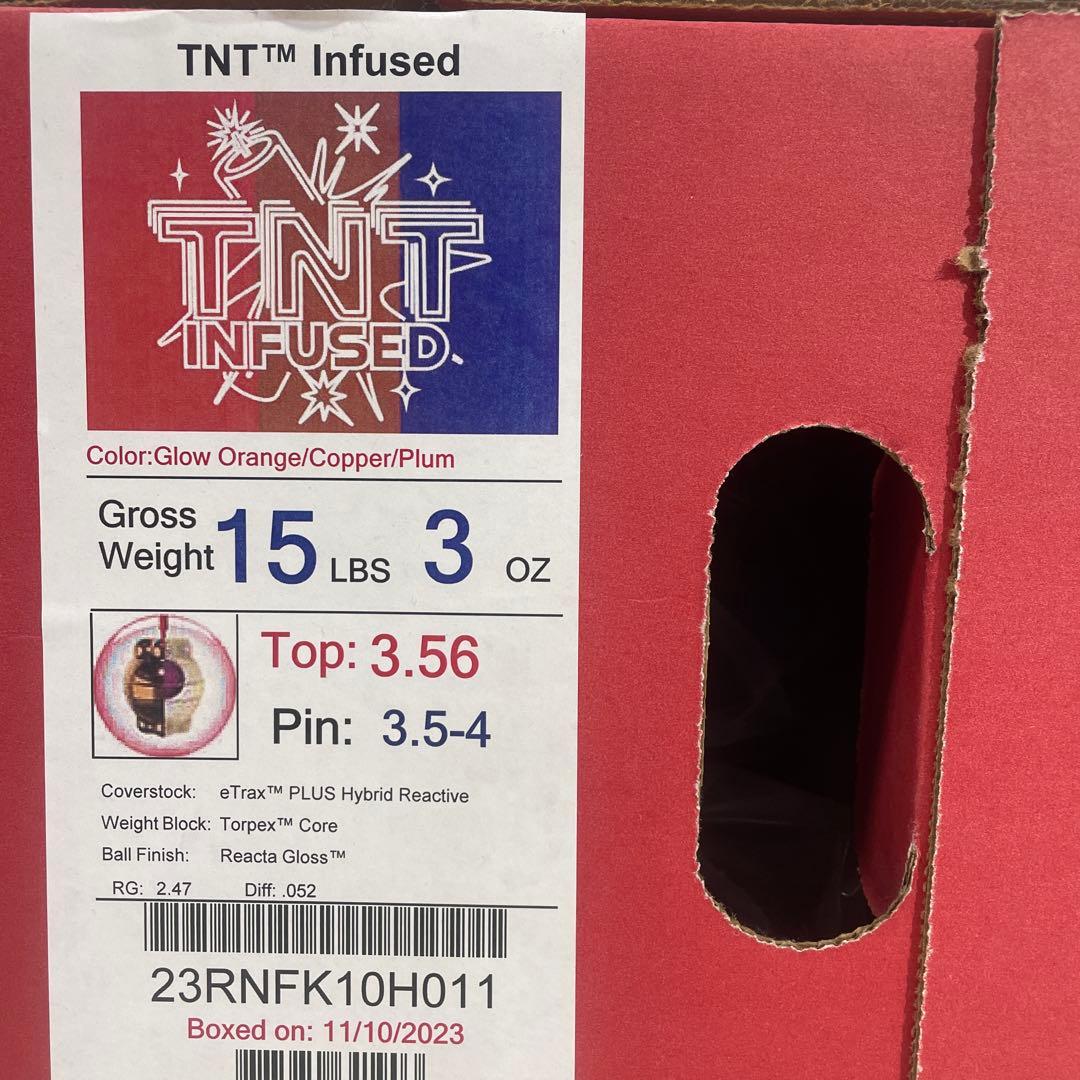 TNT™ Infused
TNT
INFUSED
Color:Glow Orange/Copper/Plum
Gross Weight 15 LBS 3 OZ
Top: 3.56
Pin: 3.5-4
Coverstock: eTrax™ PLUS Hybrid Reactive
Weight Block: Torpex™ Core
Ball Finish: Reacta Gloss™
RG: 2.47 Diff: .052
23RNFK10H011
Boxed on: 11/10/2023